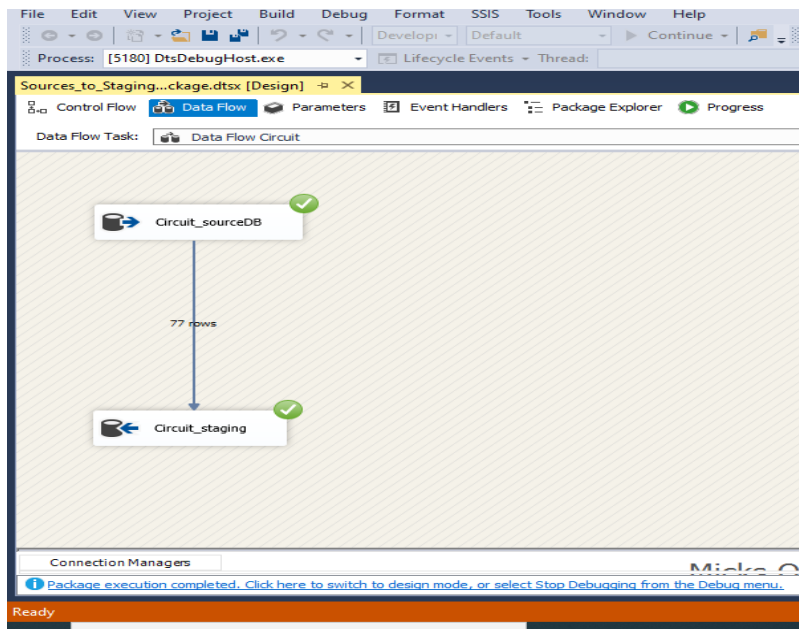 File Edit View Project Build Debug Format SSIS Tools Window Help
Developi Default Continue
Process: [5180] DtsDebugHost.exe Lifecycle Events Thread:
Sources_to_Staging...ckage.dtsx [Design]
Control Flow Data Flow Parameters Event Handlers Package Explorer Progress
Data Flow Task: Data Flow Circuit
Circuit_sourceDB
77 rows
Circuit_staging
Connection Managers
Package execution completed. Click here to switch to design mode, or select Stop Debugging from the Debug menu.
Ready